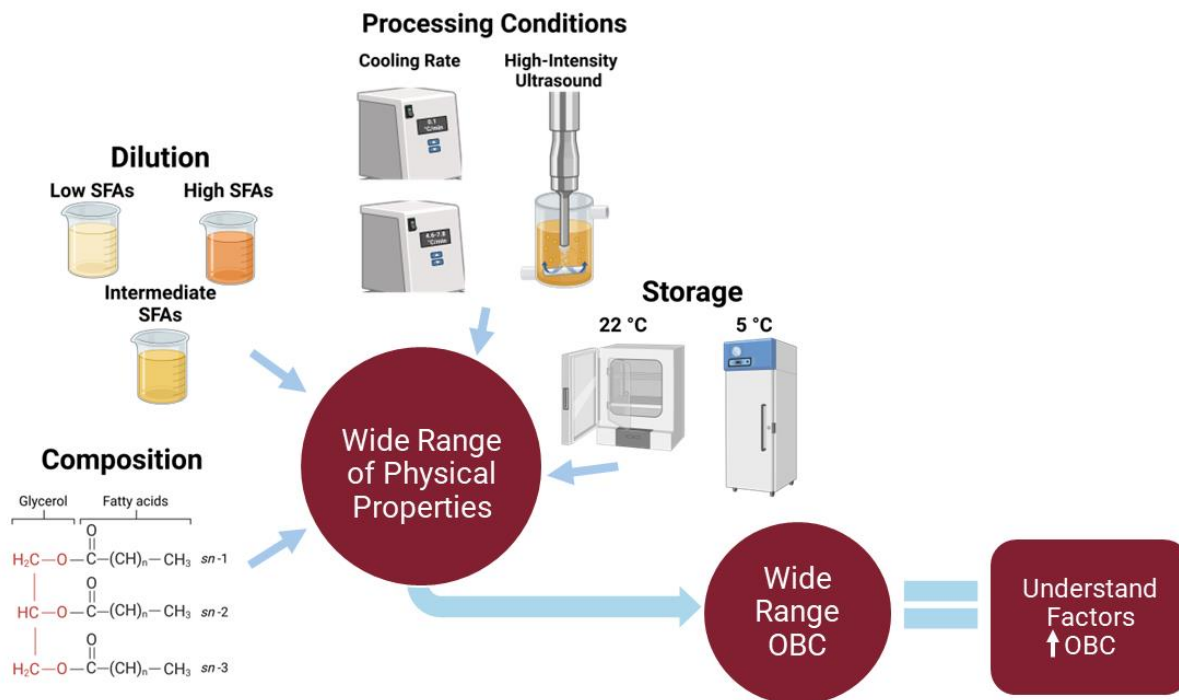 Processing Conditions
Cooling Rate
High-Intensity
Ultrasound
0.1
°C/min
4.6-7.8
°C/min
Dilution
Low SFAs
High SFAs
Intermediate
SFAs
Storage
22 °C
5 °C
Wide Range
of Physical
Properties
Composition
Glycerol
Fatty acids
O
H₂C—O—C—(CH)ₙ—CH₃ sn-1
O
HC—O—C—(CH)ₙ—CH₃ sn-2
O
H₂C—O—C—(CH)ₙ—CH₃ sn-3
Wide
Range
OBC
Understand
Factors
↑OBC